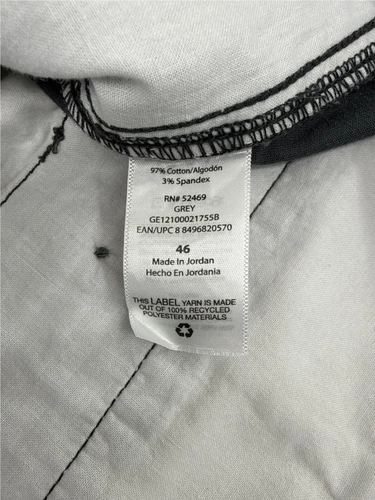 97% Cotton/Algodón
3% Spandex
RN# 52469
GREY
GE12100021755B
EAN/UPC 8 8496820570
46
Made In Jordan
Hecho En Jordania
THIS LABEL YARN IS MADE
OUT OF 100% RECYCLED
POLYESTER MATERIALS